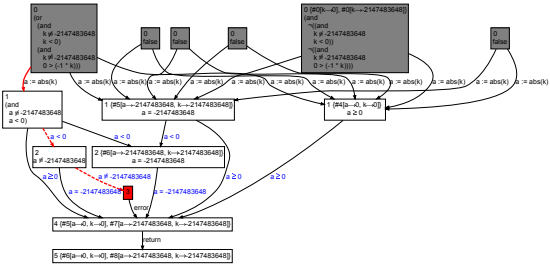 0
(or
(and
k ≠ -2147483648
k < 0)
(and
k ≠ -2147483648
0 > (-1 * k)))
0
false
0
false
0
false
0 {#0[k→0], #0[k→-2147483648]}
(and
¬((and
k ≠ -2147483648
k < 0))
¬((and
k ≠ -2147483648
0 > (-1 * k))))
0
false
a := abs(k)
a := abs(k)
a := abs(k)
a := abs(k)
a := abs(k)
a := abs(k)
a := abs(k)
a := abs(k)
a := abs(k)
a := abs(k)
1
(and
a ≠ -2147483648
a < 0)
1 {#5[a→-2147483648, k→-2147483648]}
a = -2147483648
1 {#4[a→0, k→0]}
a ≥ 0
a < 0
a < 0
a < 0
2
a ≠ -2147483648
2 {#6[a→-2147483648, k→-2147483648]}
a = -2147483648
a ≥ 0
a ≠ -2147483648
a ≥ 0
a ≥ 0
a = -2147483648
a = -2147483648
error
4 {#5[a→0, k→0], #7[a→-2147483648, k→-2147483648]}
return
5 {#6[a→0, k→0], #8[a→-2147483648, k→-2147483648]}